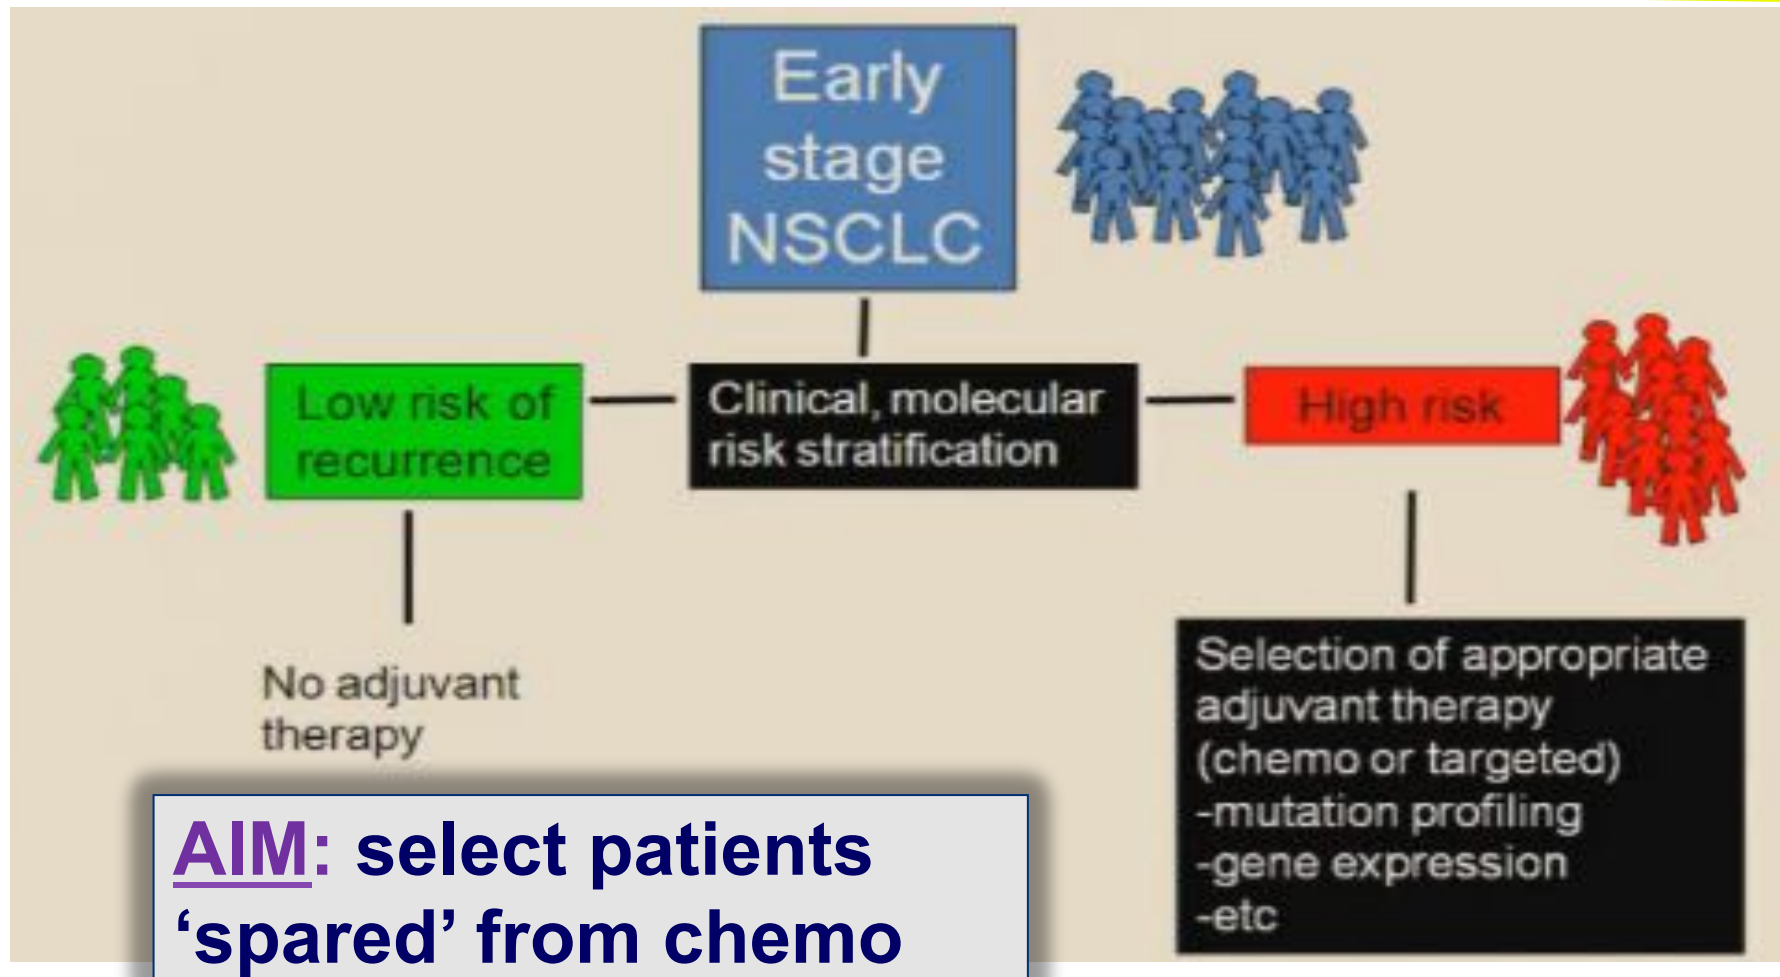 Early
stage
NSCLC
Low risk of
recurrence
Clinical, molecular
risk stratification
High risk
No adjuvant
therapy
Selection of appropriate
adjuvant therapy
(chemo or targeted)
-mutation profiling
-gene expression
-etc
AIM: select patients
‘spared’ from chemo